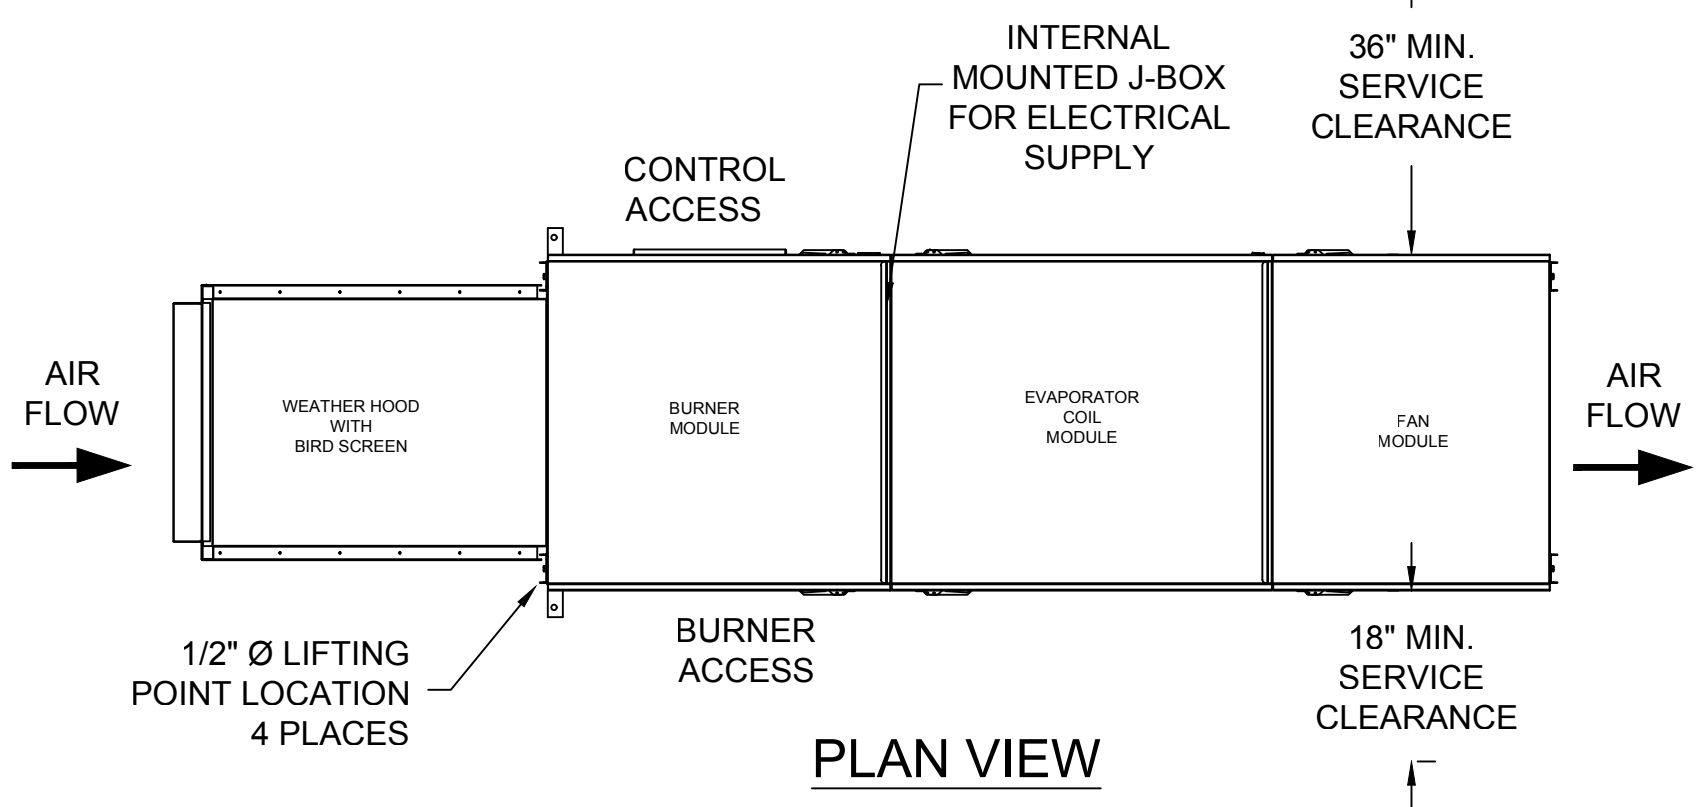 INTERNAL
MOUNTED J-BOX
FOR ELECTRICAL
SUPPLY
36" MIN.
SERVICE
CLEARANCE
CONTROL
ACCESS
AIR
FLOW
WEATHER HOOD
WITH
BIRD SCREEN
BURNER
MODULE
EVAPORATOR
COIL
MODULE
FAN
MODULE
AIR
FLOW
1/2" Ø LIFTING
POINT LOCATION
4 PLACES
BURNER
ACCESS
18" MIN.
SERVICE
CLEARANCE
PLAN VIEW